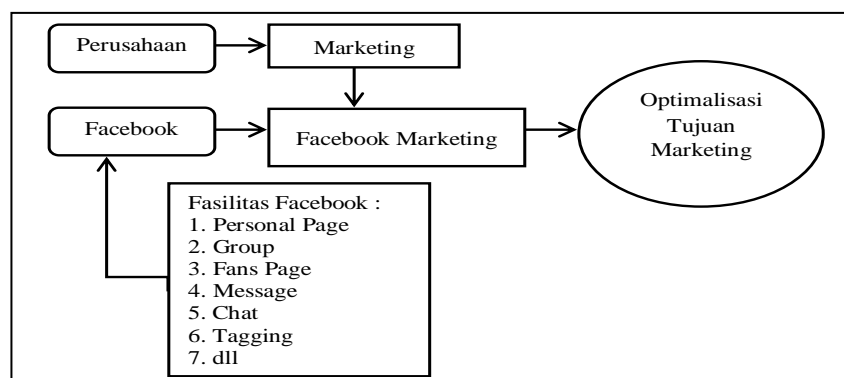 Perusahaan
Marketing
Facebook
Facebook Marketing
Optimalisasi
Tujuan
Marketing
Fasilitas Facebook :
1. Personal Page
2. Group
3. Fans Page
4. Message
5. Chat
6. Tagging
7. dll